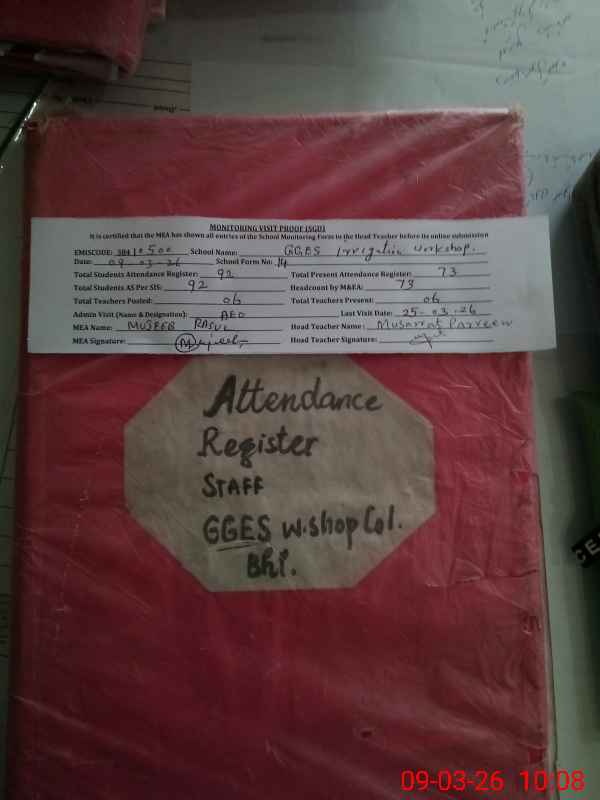 MONITORING VISIT PROOF (SGD)
It is certified that the MEA has shown all entries of the School Monitoring Form to the Head Teacher before its online submission
EMISCODE: 384 10500 School Name: GGES Irrigation workshop.
Date: 09-03-26 School Form No: 14
Total Students Attendance Register: 92 Total Present Attendance Register: 73
Total Students AS Per SIS: 92 Headcount by M&EA: 73
Total Teachers Posted: 06 Total Teachers Present: 06
Admin Visit (Name & Designation): AEO Last Visit Date: 25-03-26
MEA Name: MUJEEB RASUL Head Teacher Name: Musarrat Parveen
MEA Signature: Mujeeb Head Teacher Signature:
Attendance
Register
STAFF
GGES W.shop Col.
Bhi.
09-03-26 10:08